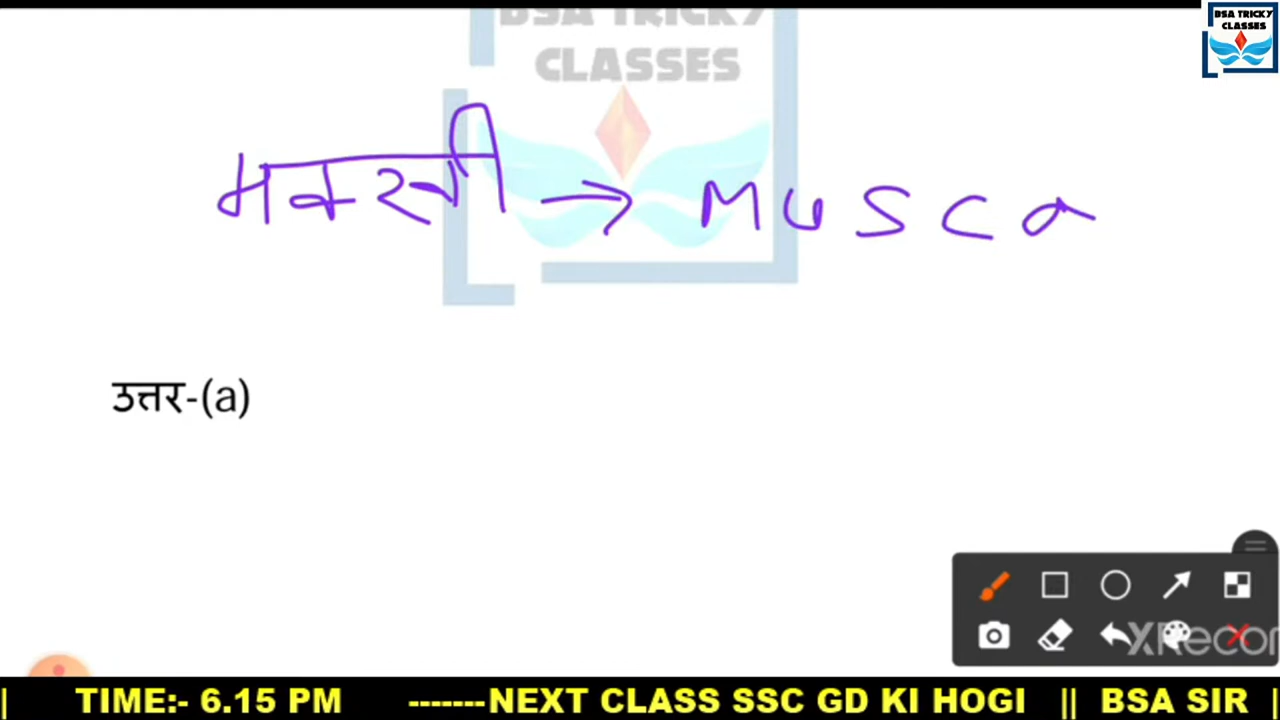 BSA TRICKY
CLASSES
BSA TRICKY
CLASSES
मक्खी → Musca
उत्तर-(a)
XRecor
| TIME:- 6.15 PM -------NEXT CLASS SSC GD KI HOGI || BSA SIR |